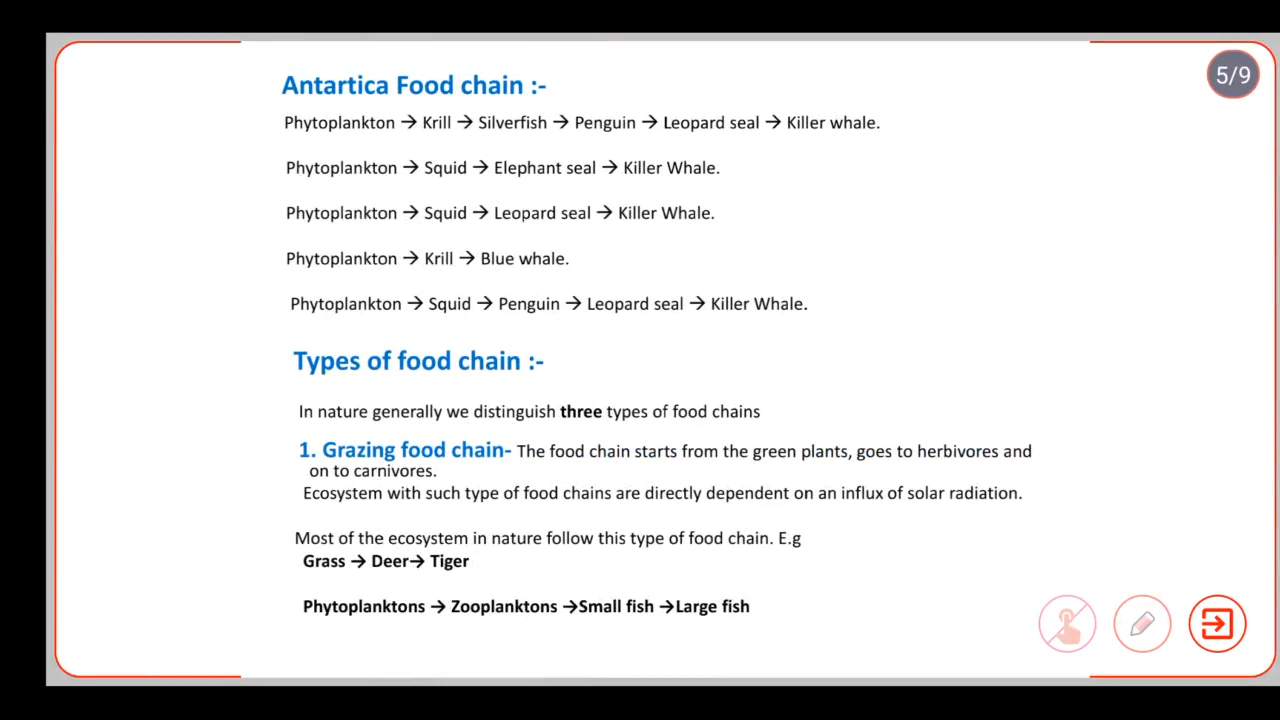 Antartica Food chain :-
5/9
Phytoplankton → Krill → Silverfish → Penguin → Leopard seal → Killer whale.
Phytoplankton → Squid → Elephant seal → Killer Whale.
Phytoplankton → Squid → Leopard seal → Killer Whale.
Phytoplankton → Krill → Blue whale.
Phytoplankton → Squid → Penguin → Leopard seal → Killer Whale.
Types of food chain :-
In nature generally we distinguish three types of food chains
1. Grazing food chain- The food chain starts from the green plants, goes to herbivores and
on to carnivores.
Ecosystem with such type of food chains are directly dependent on an influx of solar radiation.
Most of the ecosystem in nature follow this type of food chain. E.g
Grass → Deer→ Tiger
Phytoplanktons → Zooplanktons →Small fish →Large fish